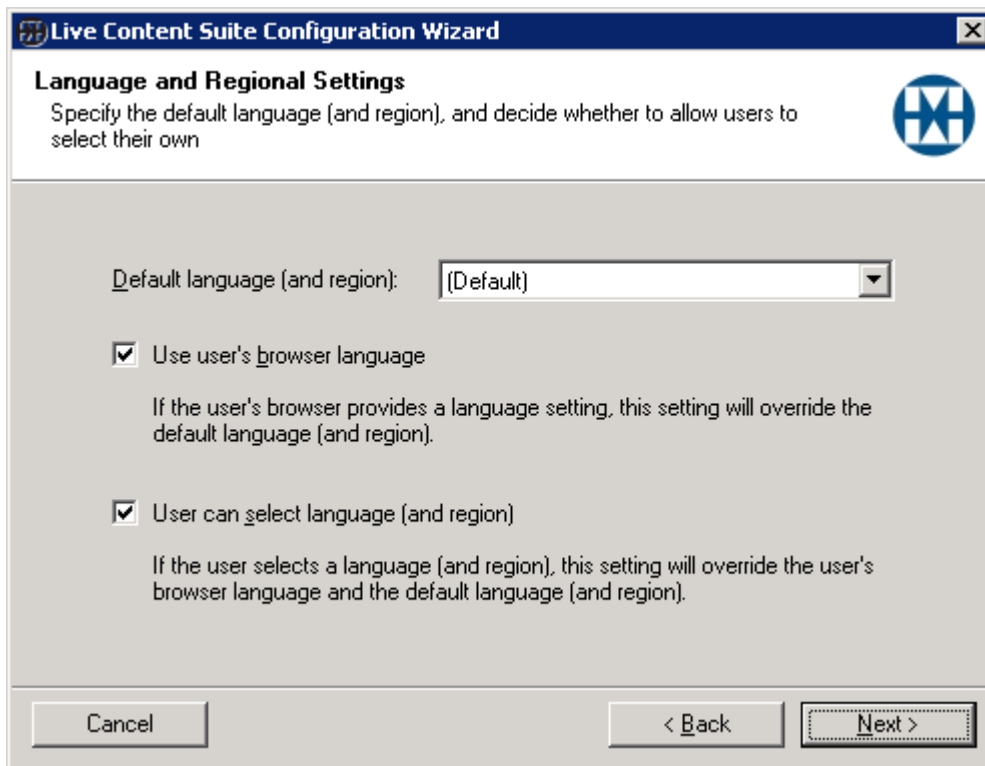 Live Content Suite Configuration Wizard
Language and Regional Settings
Specify the default language (and region), and decide whether to allow users to
select their own
Default language (and region): (Default)
Use user's browser language
If the user's browser provides a language setting, this setting will override the
default language (and region).
User can select language (and region)
If the user selects a language (and region), this setting will override the user's
browser language and the default language (and region).
Cancel < Back Next >